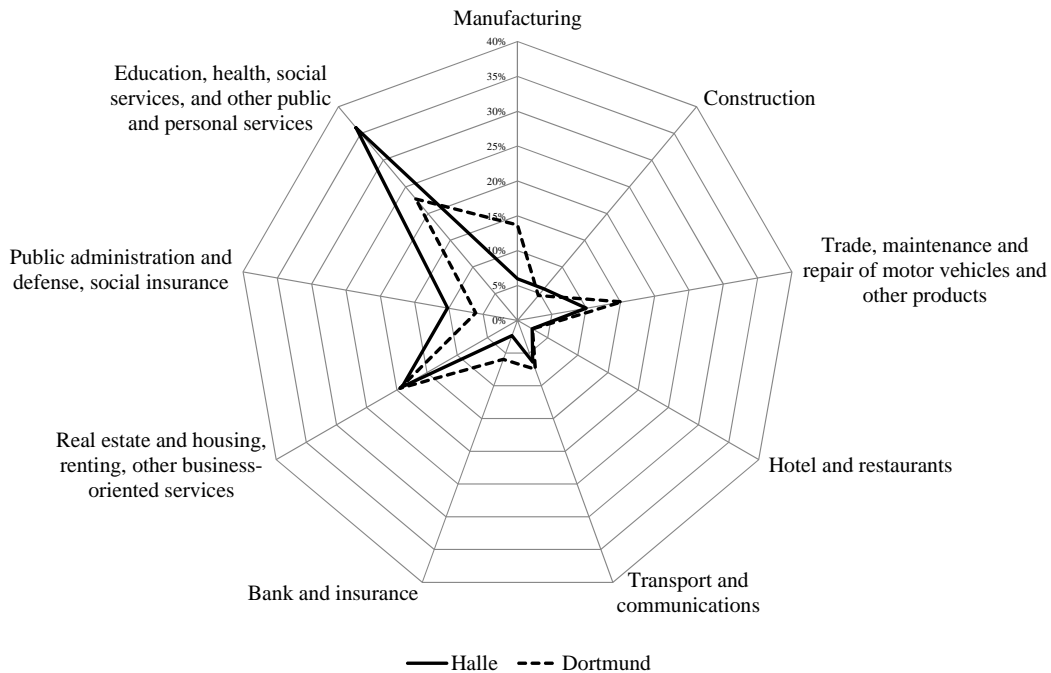 Manufacturing
40%
35%
30%
25%
20%
15%
10%
5%
0%
Construction
Trade, maintenance and
repair of motor vehicles and
other products
Hotel and restaurants
Transport and
communications
Bank and insurance
Real estate and housing,
renting, other business-
oriented services
Public administration and
defense, social insurance
Education, health, social
services, and other public
and personal services
Halle
Dortmund